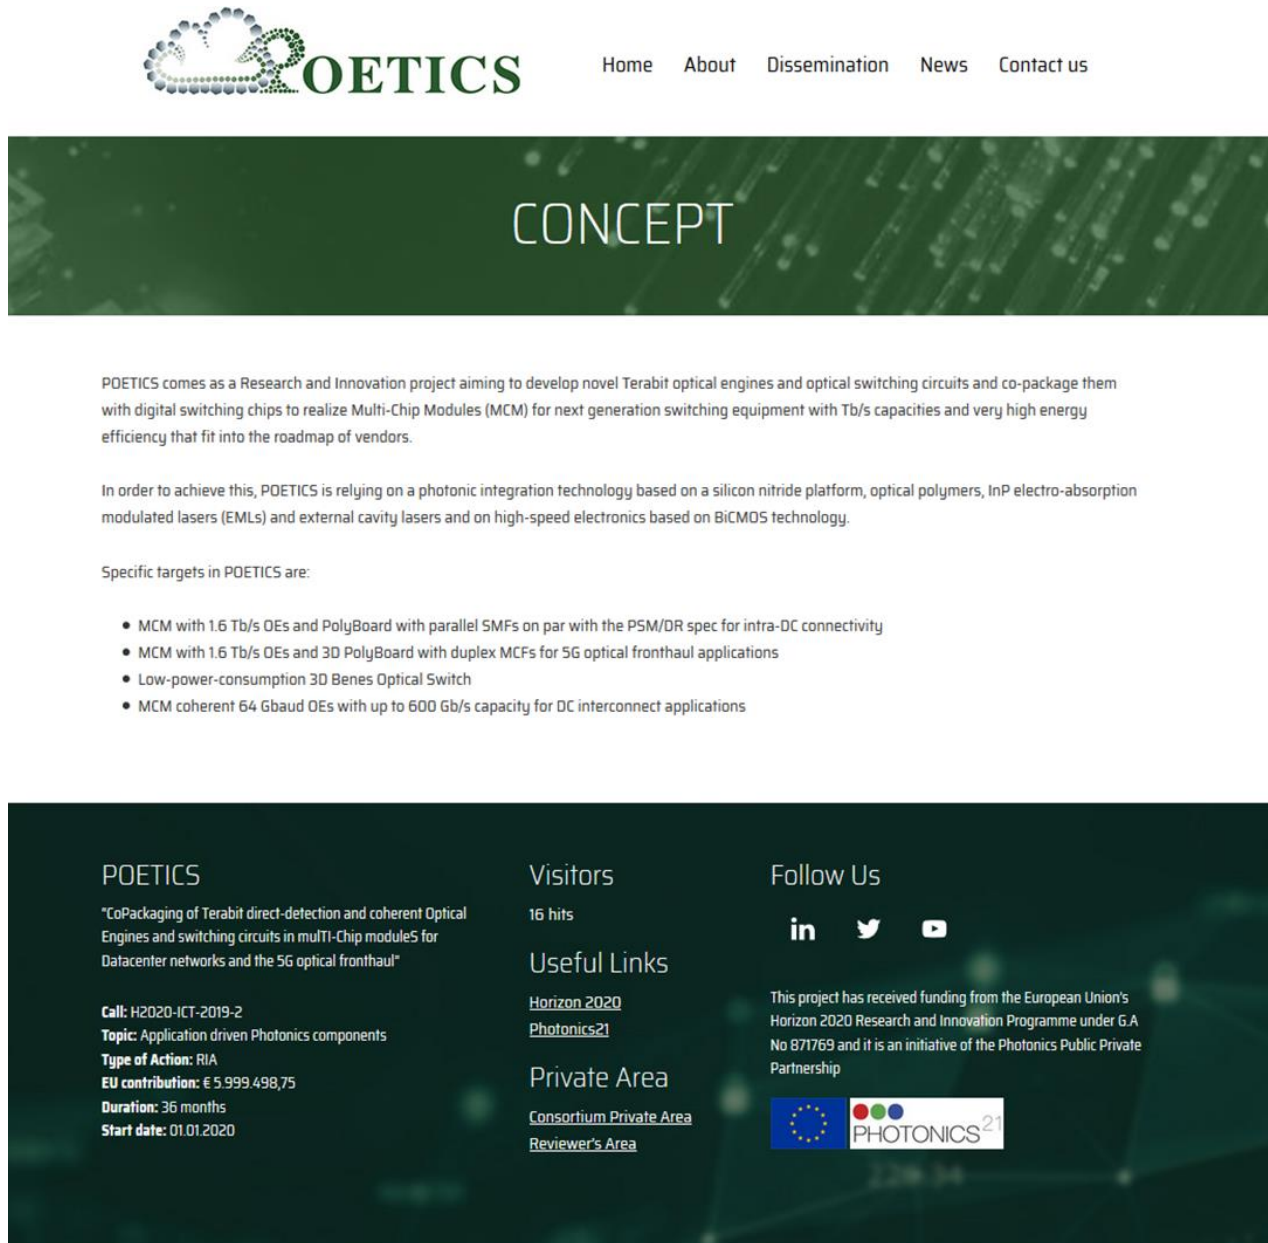 POETICS
Home About Dissemination News Contact us
CONCEPT
POETICS comes as a Research and Innovation project aiming to develop novel Terabit optical engines and optical switching circuits and co-package them
with digital switching chips to realize Multi-Chip Modules (MCM) for next generation switching equipment with Tb/s capacities and very high energy
efficiency that fit into the roadmap of vendors.
In order to achieve this, POETICS is relying on a photonic integration technology based on a silicon nitride platform, optical polymers, InP electro-absorption
modulated lasers (EMLs) and external cavity lasers and on high-speed electronics based on BiCMOS technology.
Specific targets in POETICS are:
• MCM with 1.6 Tb/s OEs and PolyBoard with parallel SMFs on par with the PSM/DR spec for intra-DC connectivity
• MCM with 1.6 Tb/s OEs and 3D PolyBoard with duplex MCFs for 5G optical fronthaul applications
• Low-power-consumption 3D Benes Optical Switch
• MCM coherent 64 Gbaud OEs with up to 600 Gb/s capacity for DC interconnect applications
POETICS
"CoPackaging of Terabit direct-detection and coherent Optical
Engines and switching circuits in mulTI-Chip moduleS for
Datacenter networks and the 5G optical fronthaul"
Call: H2020-ICT-2019-2
Topic: Application driven Photonics components
Type of Action: RIA
EU contribution: € 5.999.498,75
Duration: 36 months
Start date: 01.01.2020
Visitors
16 hits
Useful Links
Horizon 2020
Photonics21
Private Area
Consortium Private Area
Reviewer's Area
Follow Us
in
This project has received funding from the European Union's
Horizon 2020 Research and Innovation Programme under G.A
No 871769 and it is an initiative of the Photonics Public Private
Partnership
PHOTONICS21